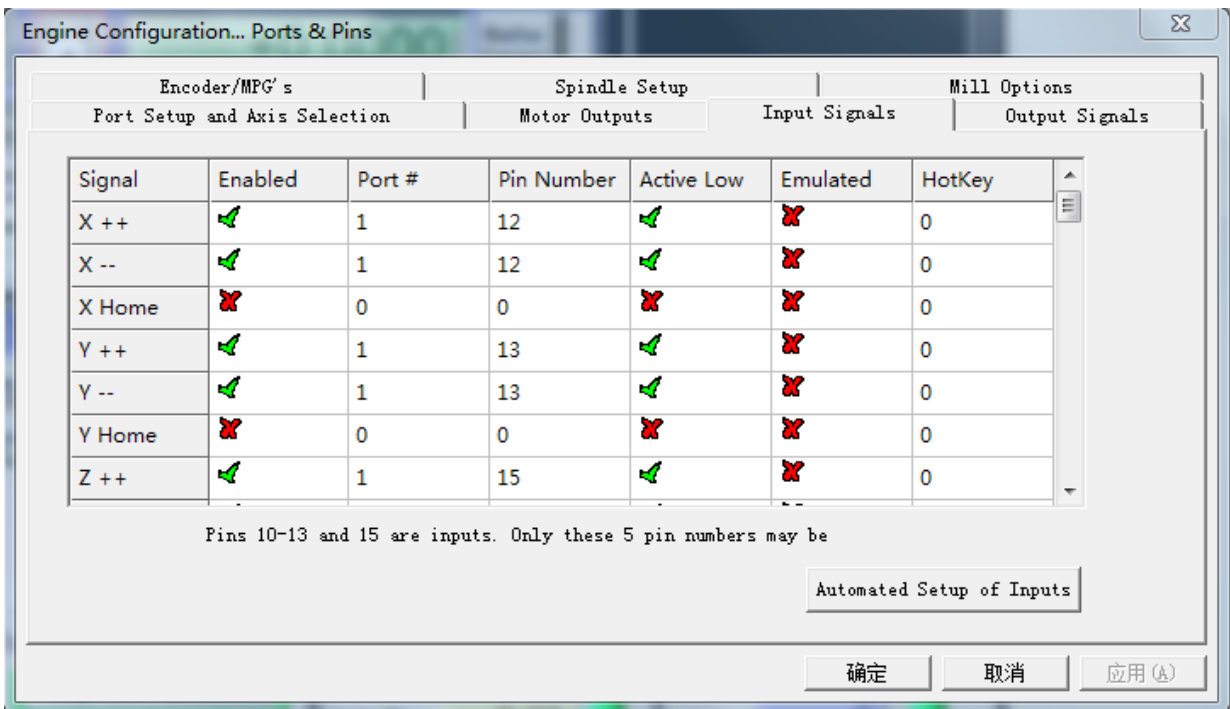 Engine Configuration... Ports & Pins
Encoder/MPG's Spindle Setup Mill Options
Port Setup and Axis Selection Motor Outputs Input Signals Output Signals
Signal Enabled Port # Pin Number Active Low Emulated HotKey
X ++ 1 12 0
X -- 1 12 0
X Home 0 0 0
Y ++ 1 13 0
Y -- 1 13 0
Y Home 0 0 0
Z ++ 1 15 0
Pins 10-13 and 15 are inputs. Only these 5 pin numbers may be
Automated Setup of Inputs
确定 取消 应用(A)